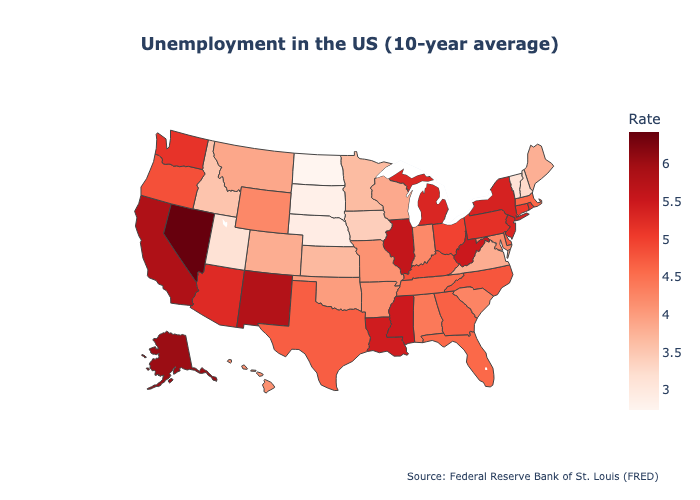 Unemployment in the US (10-year average)
Rate
6
5.5
5
4.5
4
3.5
3
Source: Federal Reserve Bank of St. Louis (FRED)